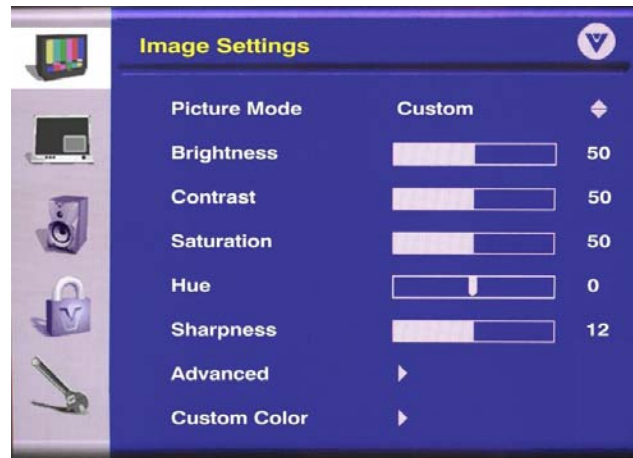 Image Settings
Picture Mode Custom
Brightness 50
Contrast 50
Saturation 50
Hue 0
Sharpness 12
Advanced
Custom Color